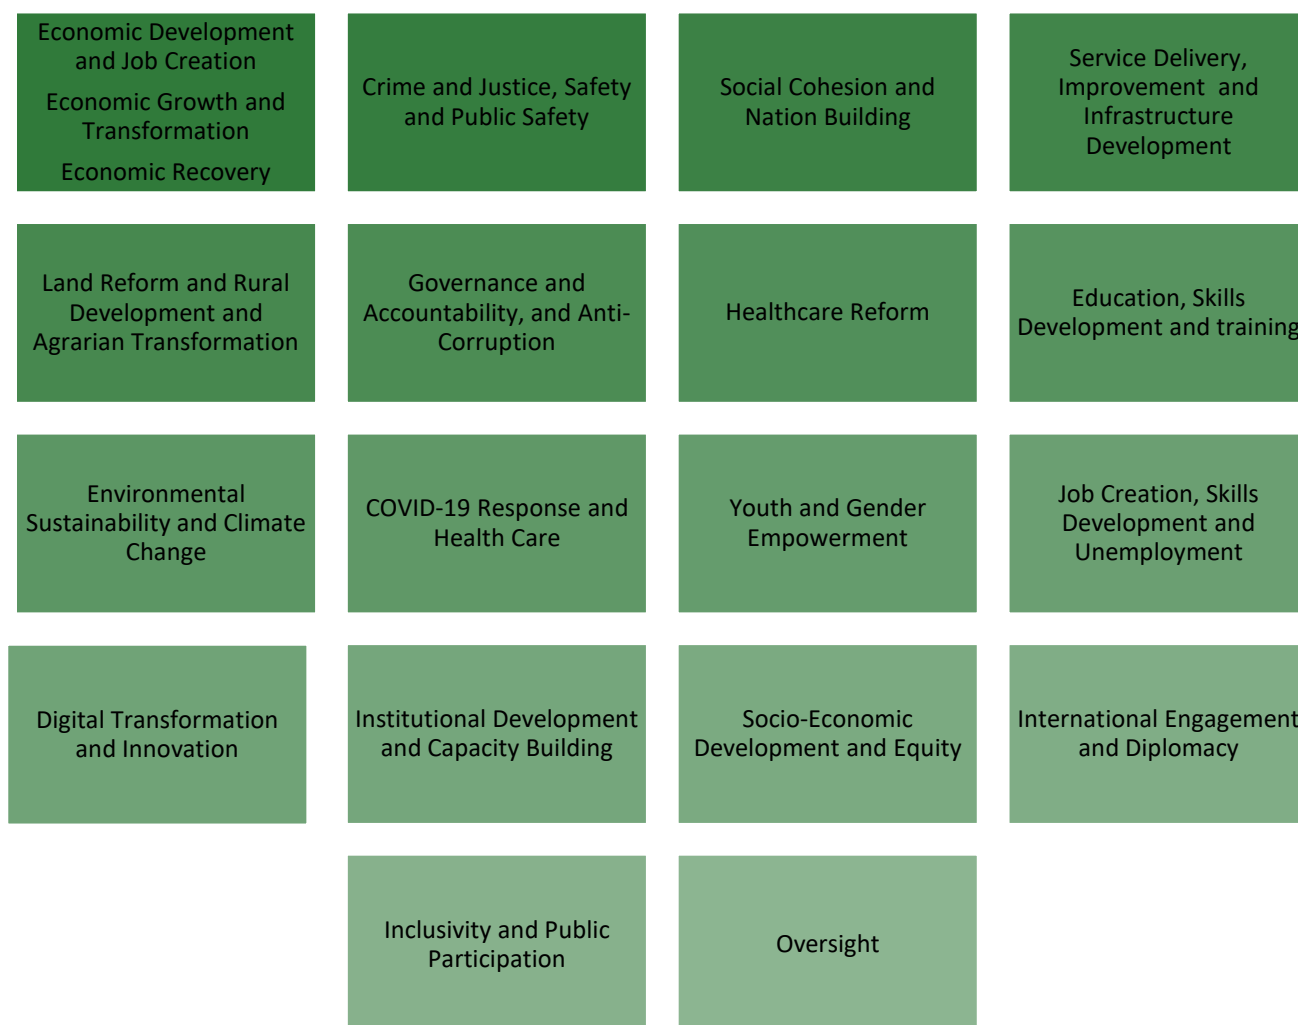 Economic Development
and Job Creation
Economic Growth and
Transformation
Economic Recovery
Crime and Justice, Safety
and Public Safety
Social Cohesion and
Nation Building
Service Delivery,
Improvement and
Infrastructure
Development
Land Reform and Rural
Development and
Agrarian Transformation
Governance and
Accountability, and Anti-
Corruption
Healthcare Reform
Education, Skills
Development and training
Environmental
Sustainability and Climate
Change
COVID-19 Response and
Health Care
Youth and Gender
Empowerment
Job Creation, Skills
Development and
Unemployment
Digital Transformation
and Innovation
Institutional Development
and Capacity Building
Socio-Economic
Development and Equity
International Engagement
and Diplomacy
Inclusivity and Public
Participation
Oversight